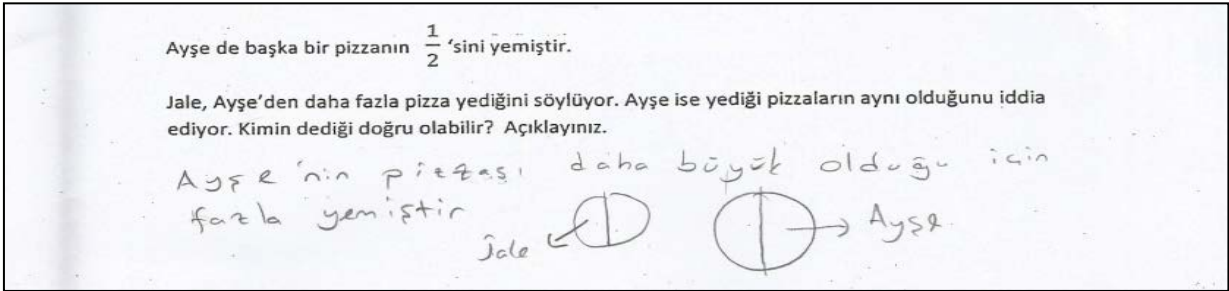 Ayşe de başka bir pizzanın 1/2 'sini yemiştir.
Jale, Ayşe'den daha fazla pizza yediğini söylüyor. Ayşe ise yediği pizzaların aynı olduğunu iddia
ediyor. Kimin dediği doğru olabilir? Açıklayınız.
Ayşe'nin pizzası daha büyük olduğu için
fazla yemiştir
Jale
Ayşe